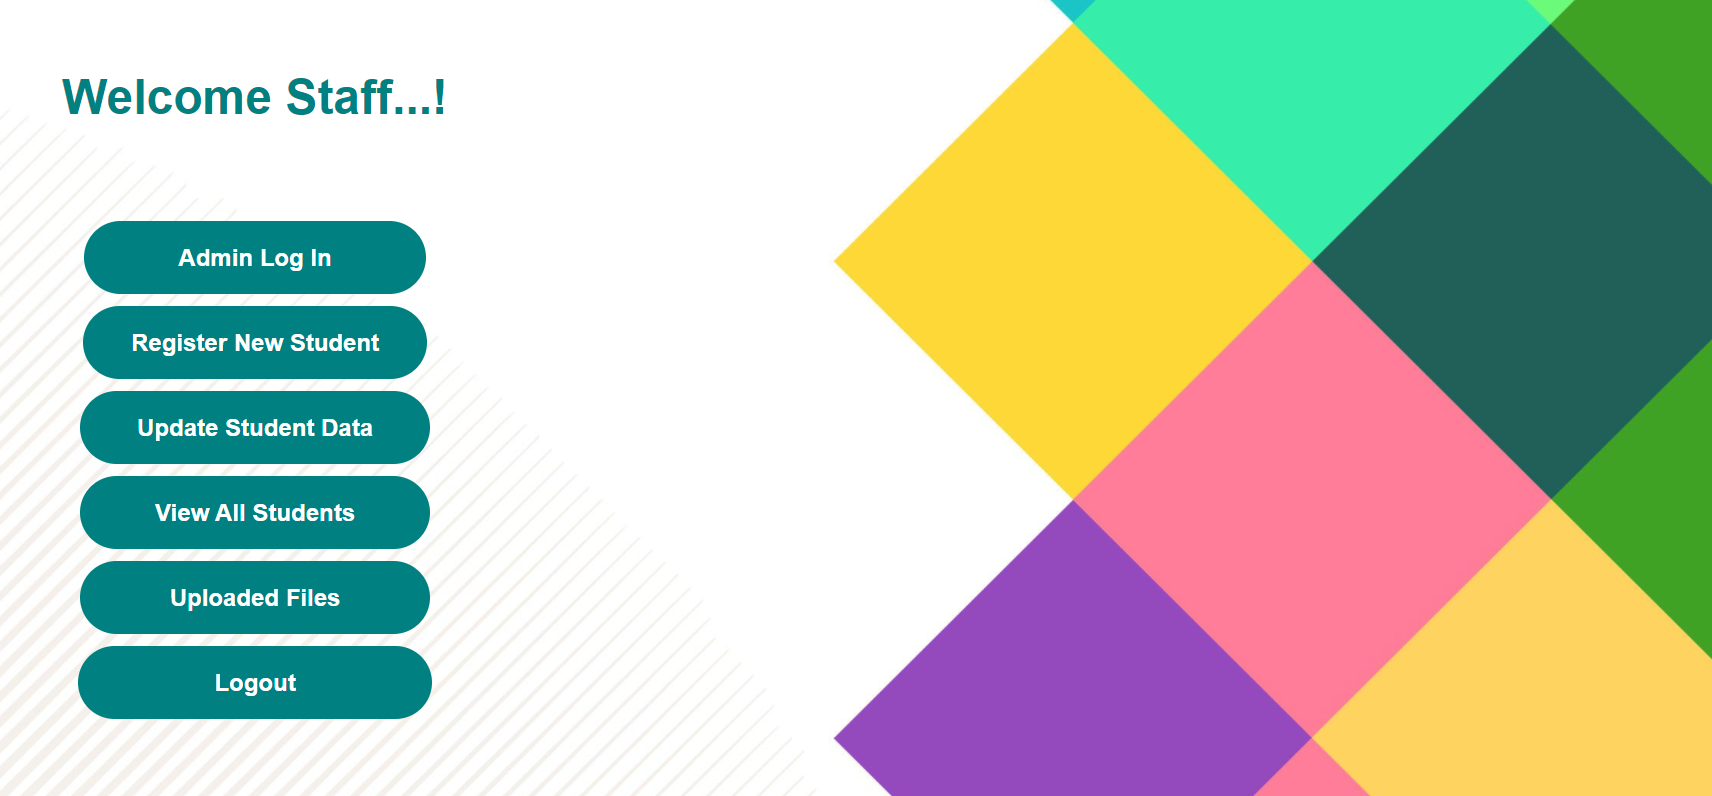 Welcome Staff...!
Admin Log In
Register New Student
Update Student Data
View All Students
Uploaded Files
Logout